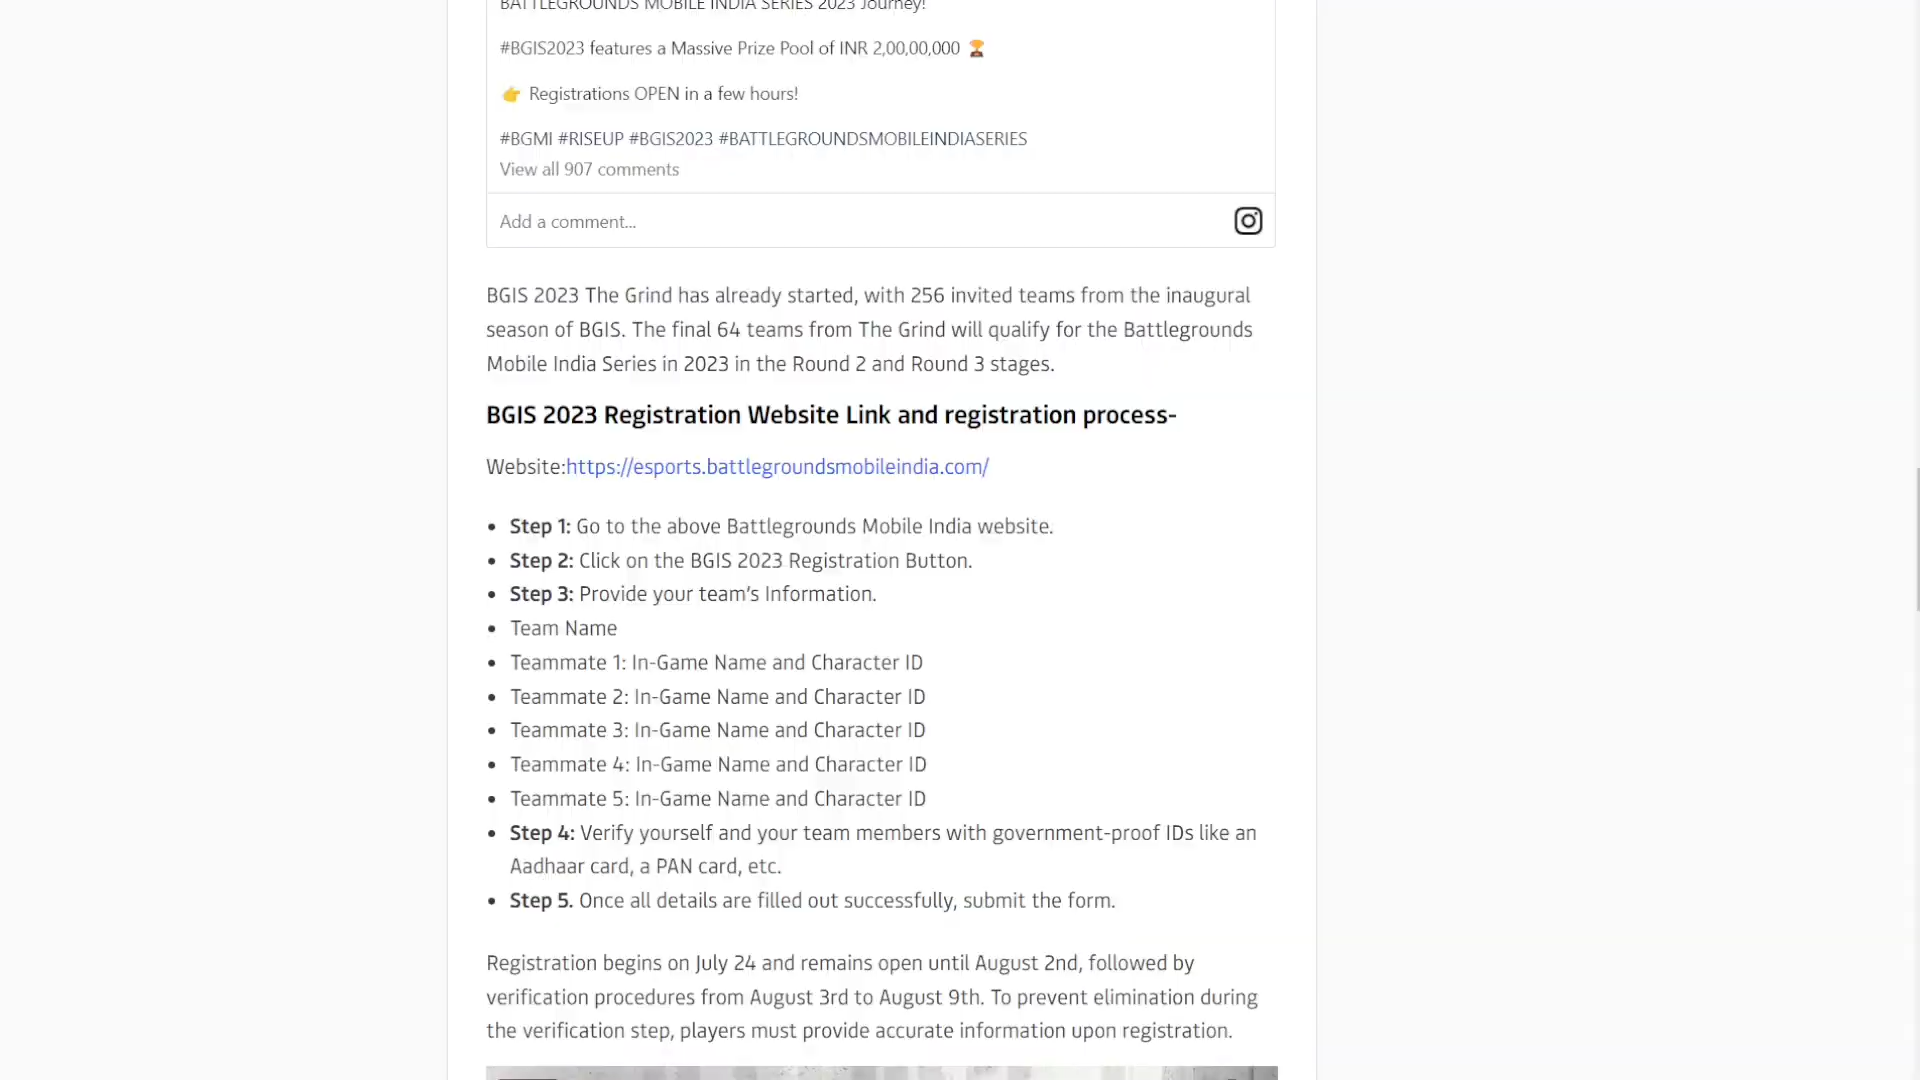 BATTLEGROUNDS MOBILE INDIA SERIES 2023 Journey!
#BGIS2023 features a Massive Prize Pool of INR 2,00,00,000 🏆
👉 Registrations OPEN in a few hours!
#BGMI #RISEUP #BGIS2023 #BATTLEGROUNDSMOBILEINDIASERIES
View all 907 comments
Add a comment...
BGIS 2023 The Grind has already started, with 256 invited teams from the inaugural
season of BGIS. The final 64 teams from The Grind will qualify for the Battlegrounds
Mobile India Series in 2023 in the Round 2 and Round 3 stages.
BGIS 2023 Registration Website Link and registration process-
Website:https://esports.battlegroundsmobileindia.com/
• Step 1: Go to the above Battlegrounds Mobile India website.
• Step 2: Click on the BGIS 2023 Registration Button.
• Step 3: Provide your team’s Information.
• Team Name
• Teammate 1: In-Game Name and Character ID
• Teammate 2: In-Game Name and Character ID
• Teammate 3: In-Game Name and Character ID
• Teammate 4: In-Game Name and Character ID
• Teammate 5: In-Game Name and Character ID
• Step 4: Verify yourself and your team members with government-proof IDs like an
Aadhaar card, a PAN card, etc.
• Step 5. Once all details are filled out successfully, submit the form.
Registration begins on July 24 and remains open until August 2nd, followed by
verification procedures from August 3rd to August 9th. To prevent elimination during
the verification step, players must provide accurate information upon registration.